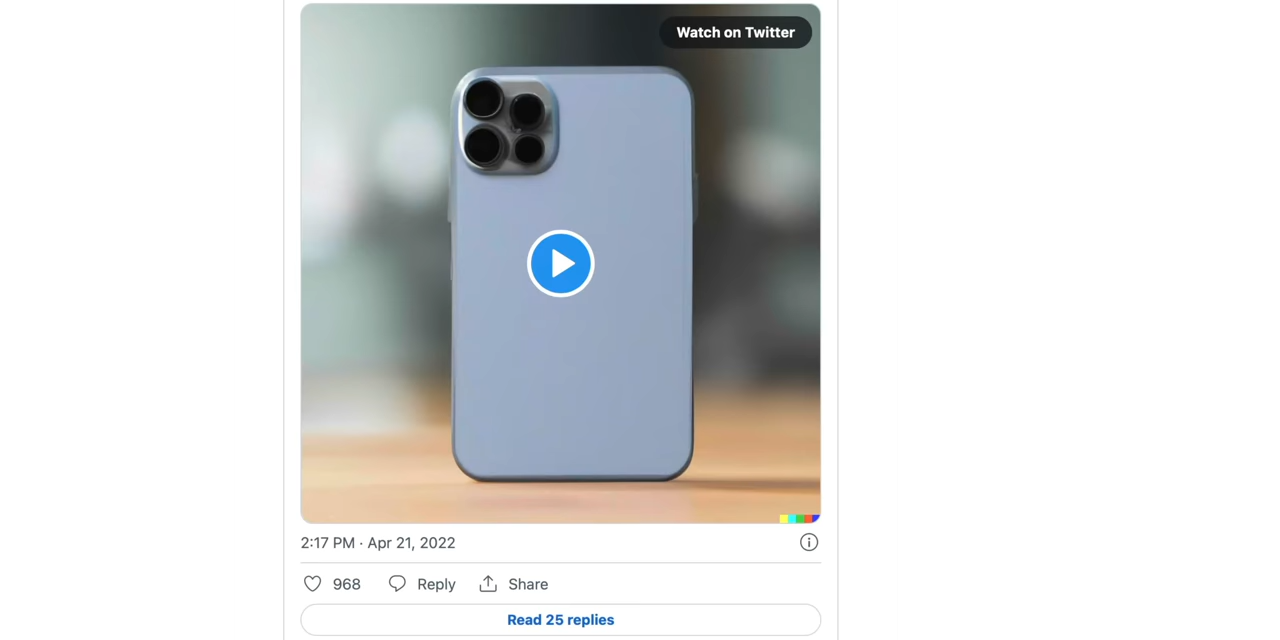 Watch on Twitter
2:17 PM · Apr 21, 2022
968 Reply Share
Read 25 replies